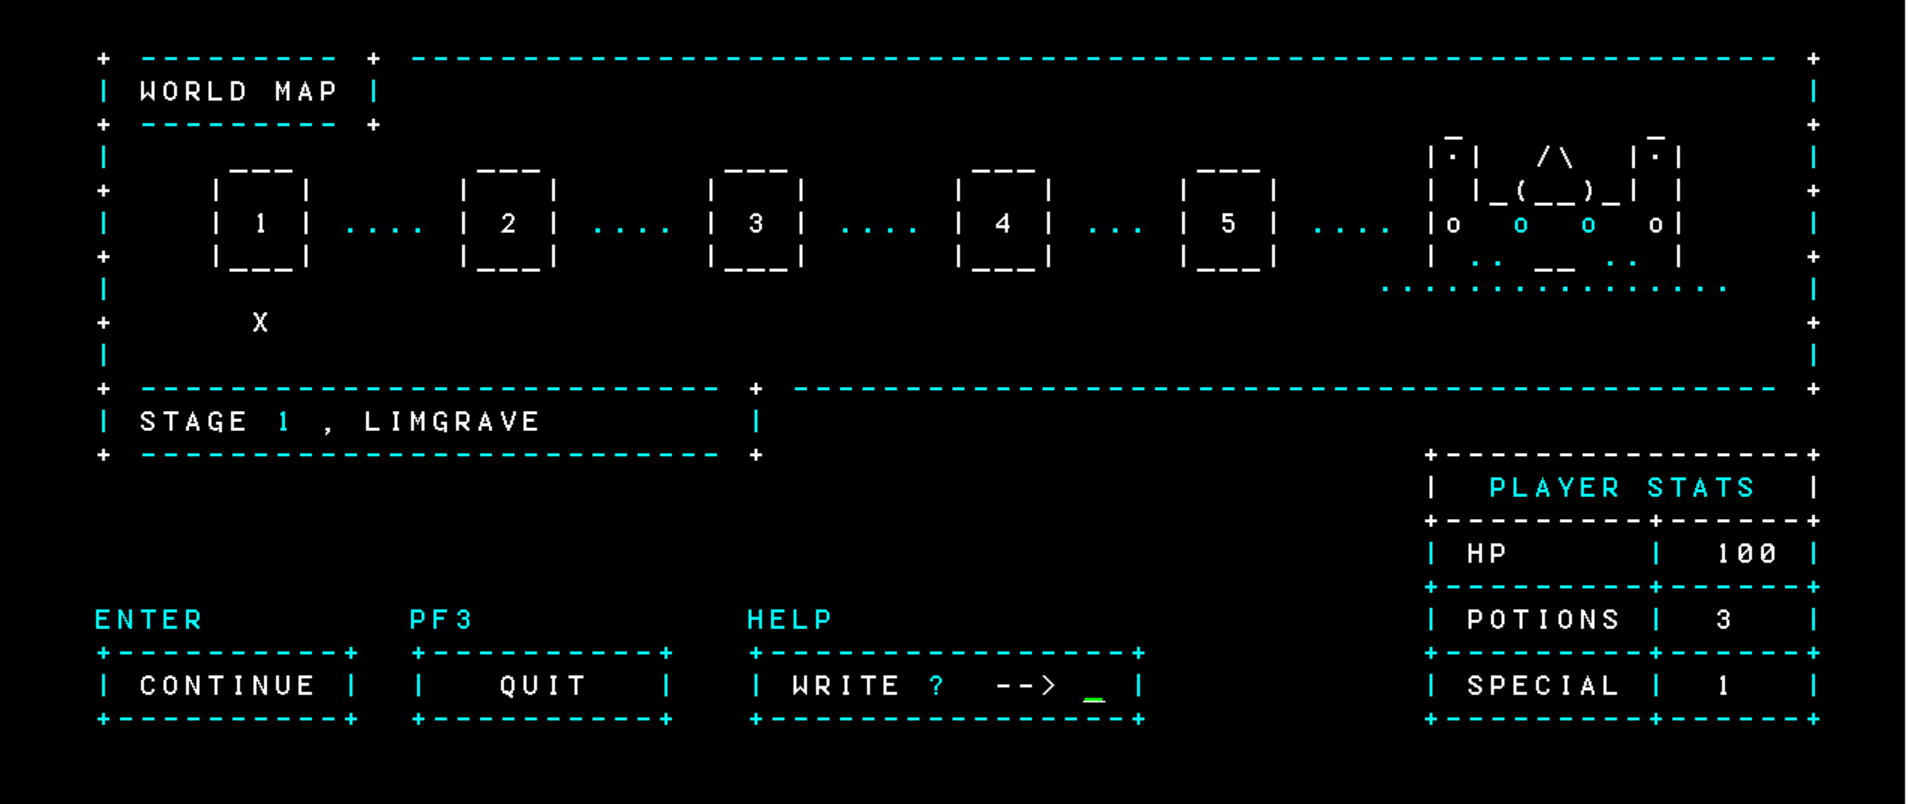 WORLD MAP
1 .... 2 .... 3 .... 4 ... 5 ....
X
STAGE 1 , LIMGRAVE
PLAYER STATS
HP 100
ENTER PF3 HELP
POTIONS 3
CONTINUE QUIT WRITE ? --> _
SPECIAL 1